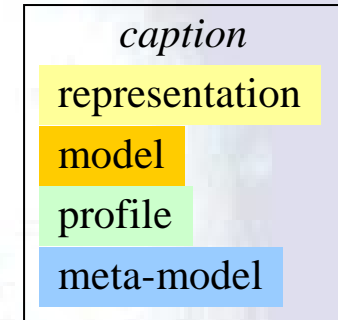 caption
representation
model
profile
meta-model